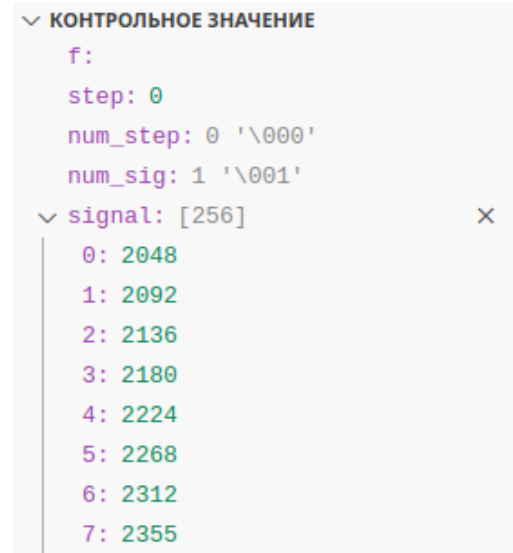 КОНТРОЛЬНОЕ ЗНАЧЕНИЕ
f:
step: 0
num_step: 0 '\000'
num_sig: 1 '\001'
signal: [256]
0: 2048
1: 2092
2: 2136
3: 2180
4: 2224
5: 2268
6: 2312
7: 2355